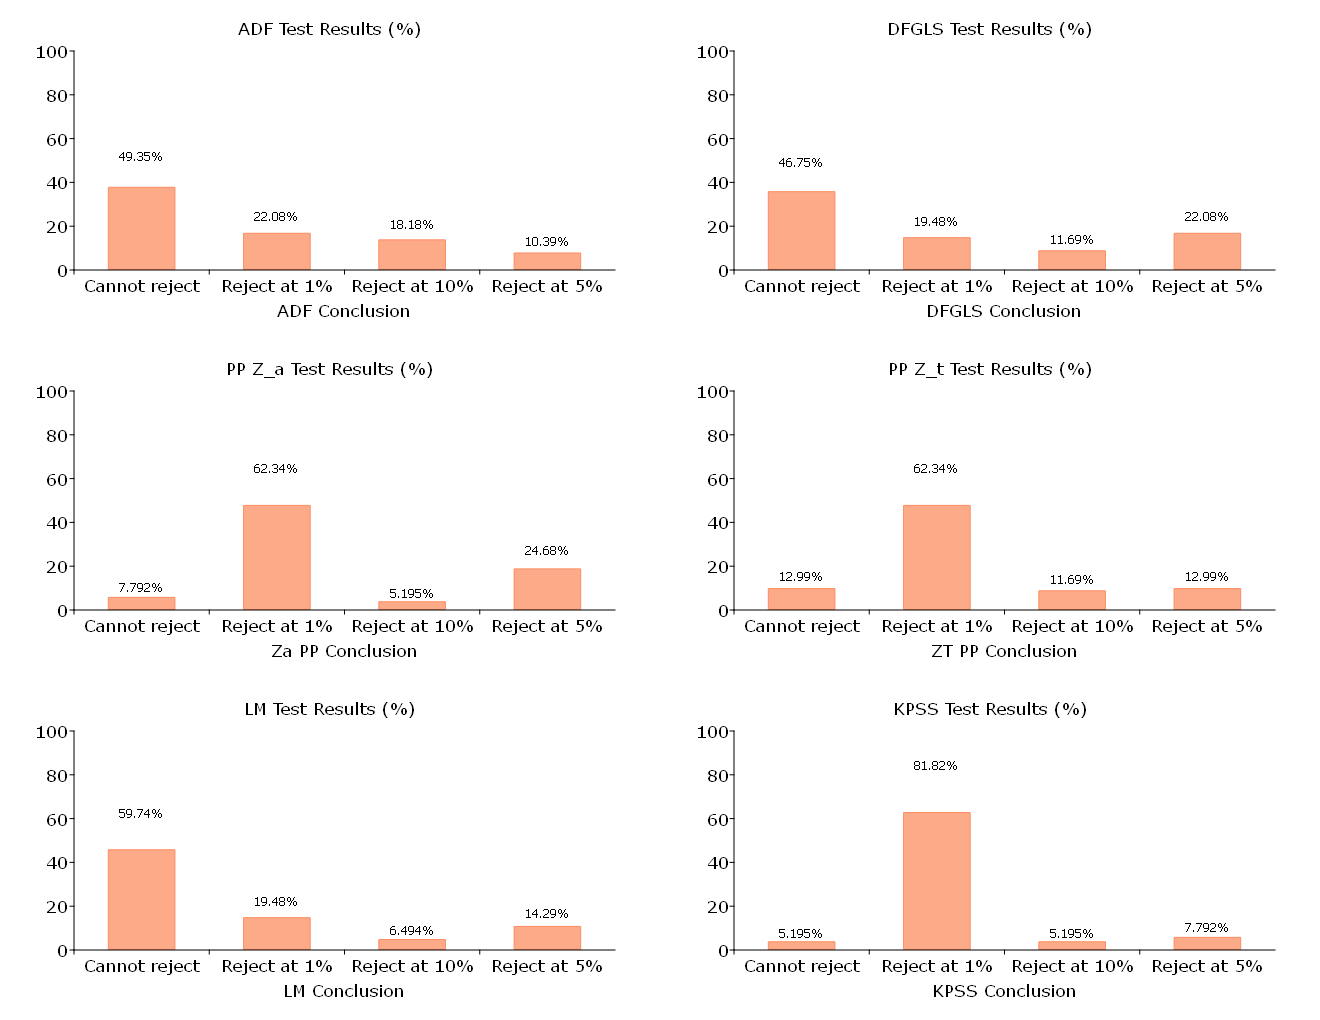 ADF Test Results (%)
100
80
60
40
20
0
49.35%
22.08%
18.18%
10.39%
Cannot reject
Reject at 1%
Reject at 10%
Reject at 5%
ADF Conclusion
DFGLS Test Results (%)
100
80
60
40
20
0
46.75%
19.48%
11.69%
22.08%
Cannot reject
Reject at 1%
Reject at 10%
Reject at 5%
DFGLS Conclusion
PP Z_a Test Results (%)
100
80
60
40
20
0
7.792%
62.34%
5.195%
24.68%
Cannot reject
Reject at 1%
Reject at 10%
Reject at 5%
Za PP Conclusion
PP Z_t Test Results (%)
100
80
60
40
20
0
12.99%
62.34%
11.69%
12.99%
Cannot reject
Reject at 1%
Reject at 10%
Reject at 5%
ZT PP Conclusion
LM Test Results (%)
100
80
60
40
20
0
59.74%
19.48%
6.494%
14.29%
Cannot reject
Reject at 1%
Reject at 10%
Reject at 5%
LM Conclusion
KPSS Test Results (%)
100
80
60
40
20
0
5.195%
81.82%
5.195%
7.792%
Cannot reject
Reject at 1%
Reject at 10%
Reject at 5%
KPSS Conclusion